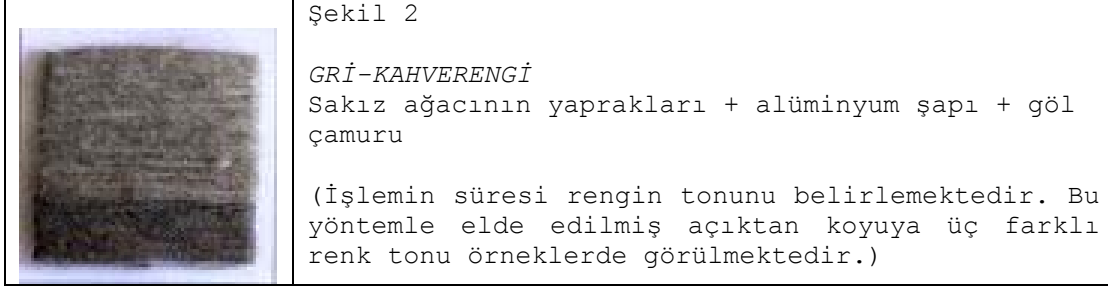 Şekil 2
GRİ-KAHVERENGİ
Sakız ağacının yaprakları + alüminyum şapı + göl
çamuru
(İşlemin süresi rengin tonunu belirlemektedir. Bu
yöntemle elde edilmiş açıktan koyuya üç farklı
renk tonu örneklerde görülmektedir.)